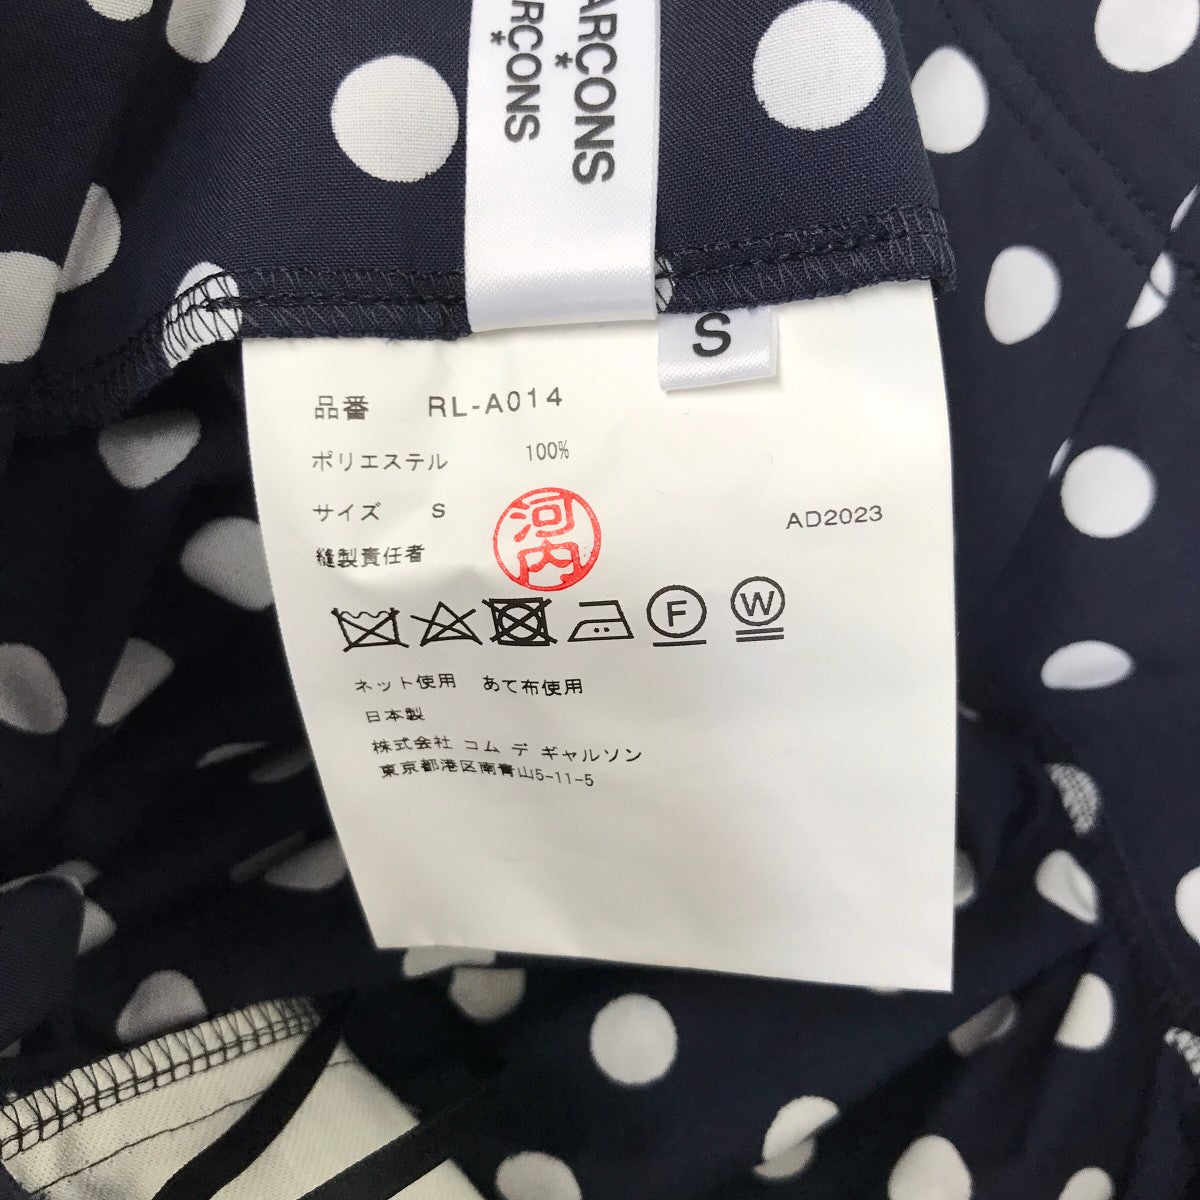 GARCONS
GARCONS
S
品番 RL-A014
ポリエステル 100%
サイズ S
AD2023
縫製責任者 河内
F
W
ネット使用 あて布使用
日本製
株式会社 コム デ ギャルソン
東京都港区南青山5-11-5